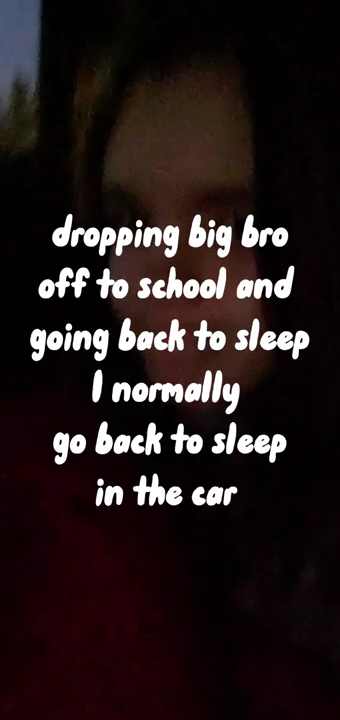 dropping big bro
off to school and
going back to sleep
I normally
go back to sleep
in the car